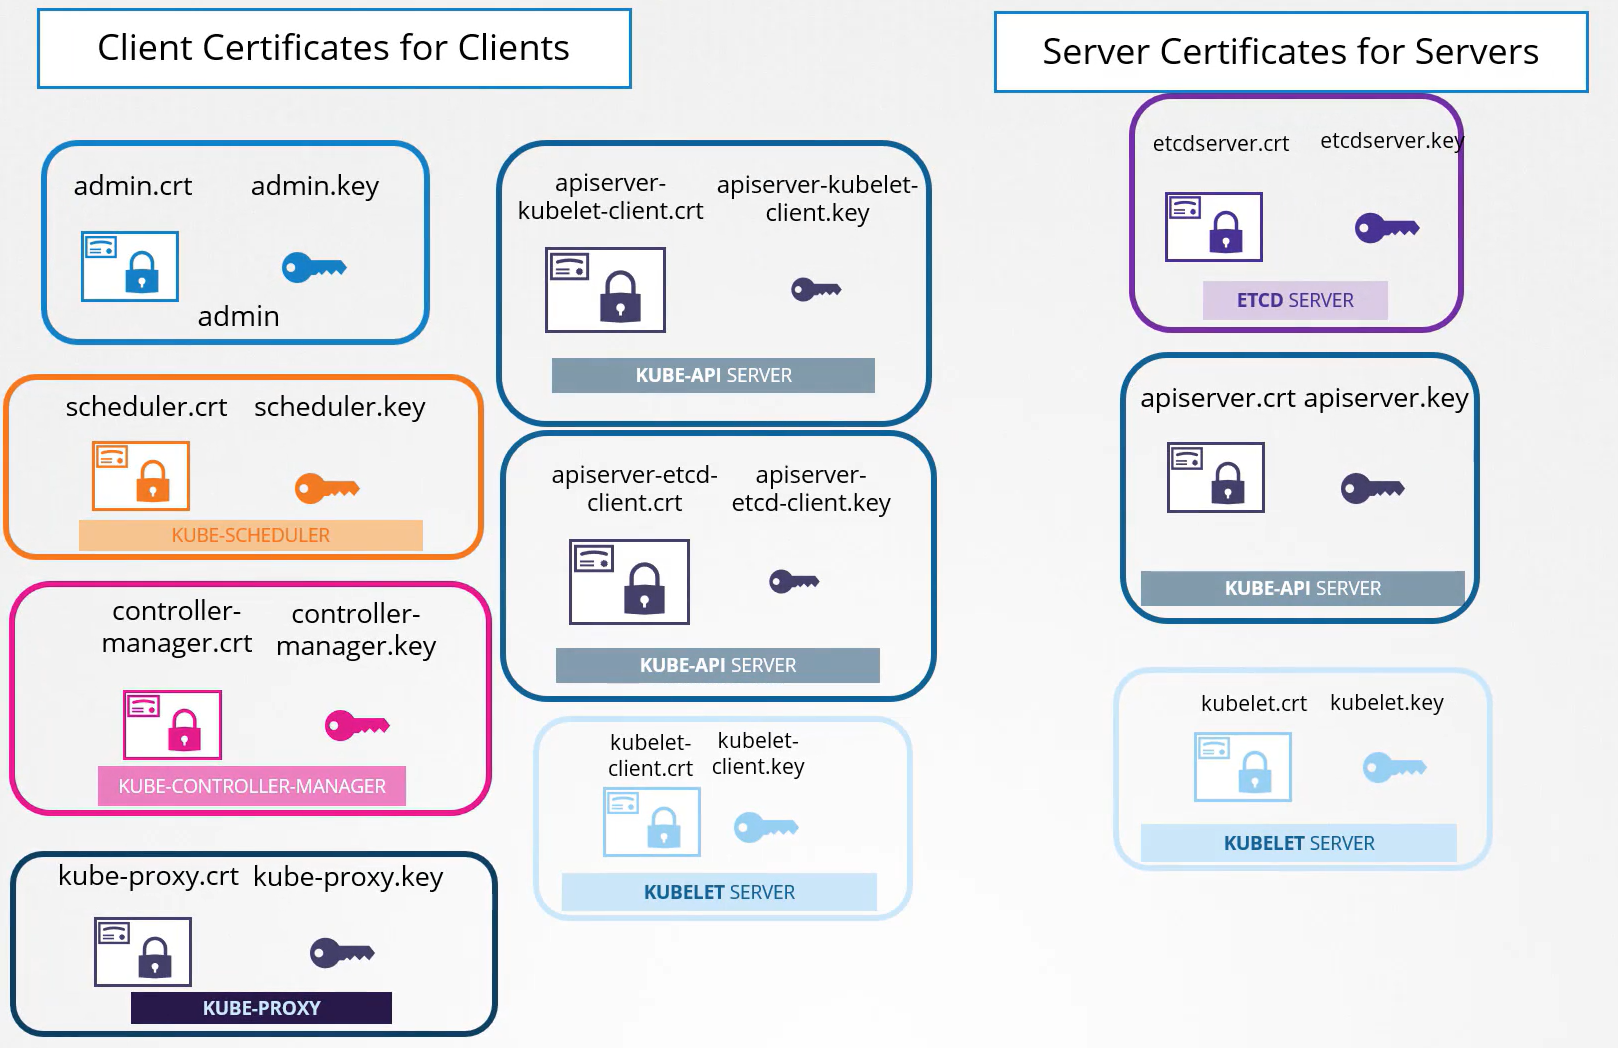 Client Certificates for Clients
Server Certificates for Servers
admin.crt
admin.key
admin
scheduler.crt
scheduler.key
KUBE-SCHEDULER
controller-
manager.crt
controller-
manager.key
KUBE-CONTROLLER-MANAGER
kube-proxy.crt
kube-proxy.key
KUBE-PROXY
apiserver-
kubelet-client.crt
apiserver-kubelet-
client.key
KUBE-API SERVER
apiserver-etcd-
client.crt
apiserver-
etcd-client.key
KUBE-API SERVER
kubelet-
client.crt
kubelet-
client.key
KUBELET SERVER
etcdserver.crt
etcdserver.key
ETCD SERVER
apiserver.crt
apiserver.key
KUBE-API SERVER
kubelet.crt
kubelet.key
KUBELET SERVER